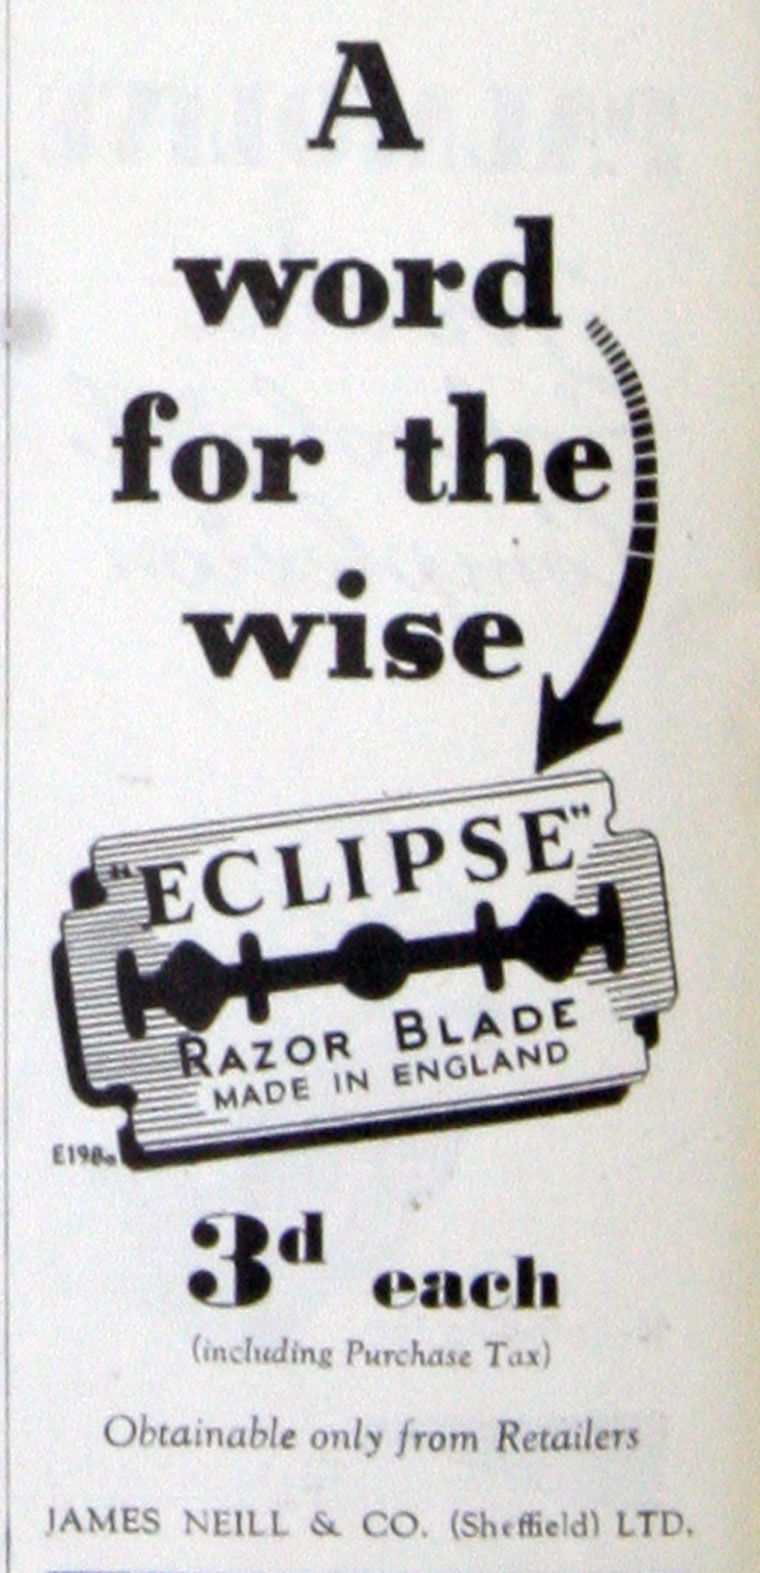 A
word
for the
wise
"ECLIPSE"
RAZOR BLADE
MADE IN ENGLAND
3d each
(including Purchase Tax)
Obtainable only from Retailers
JAMES NEILL & CO. (Sheffield) LTD.